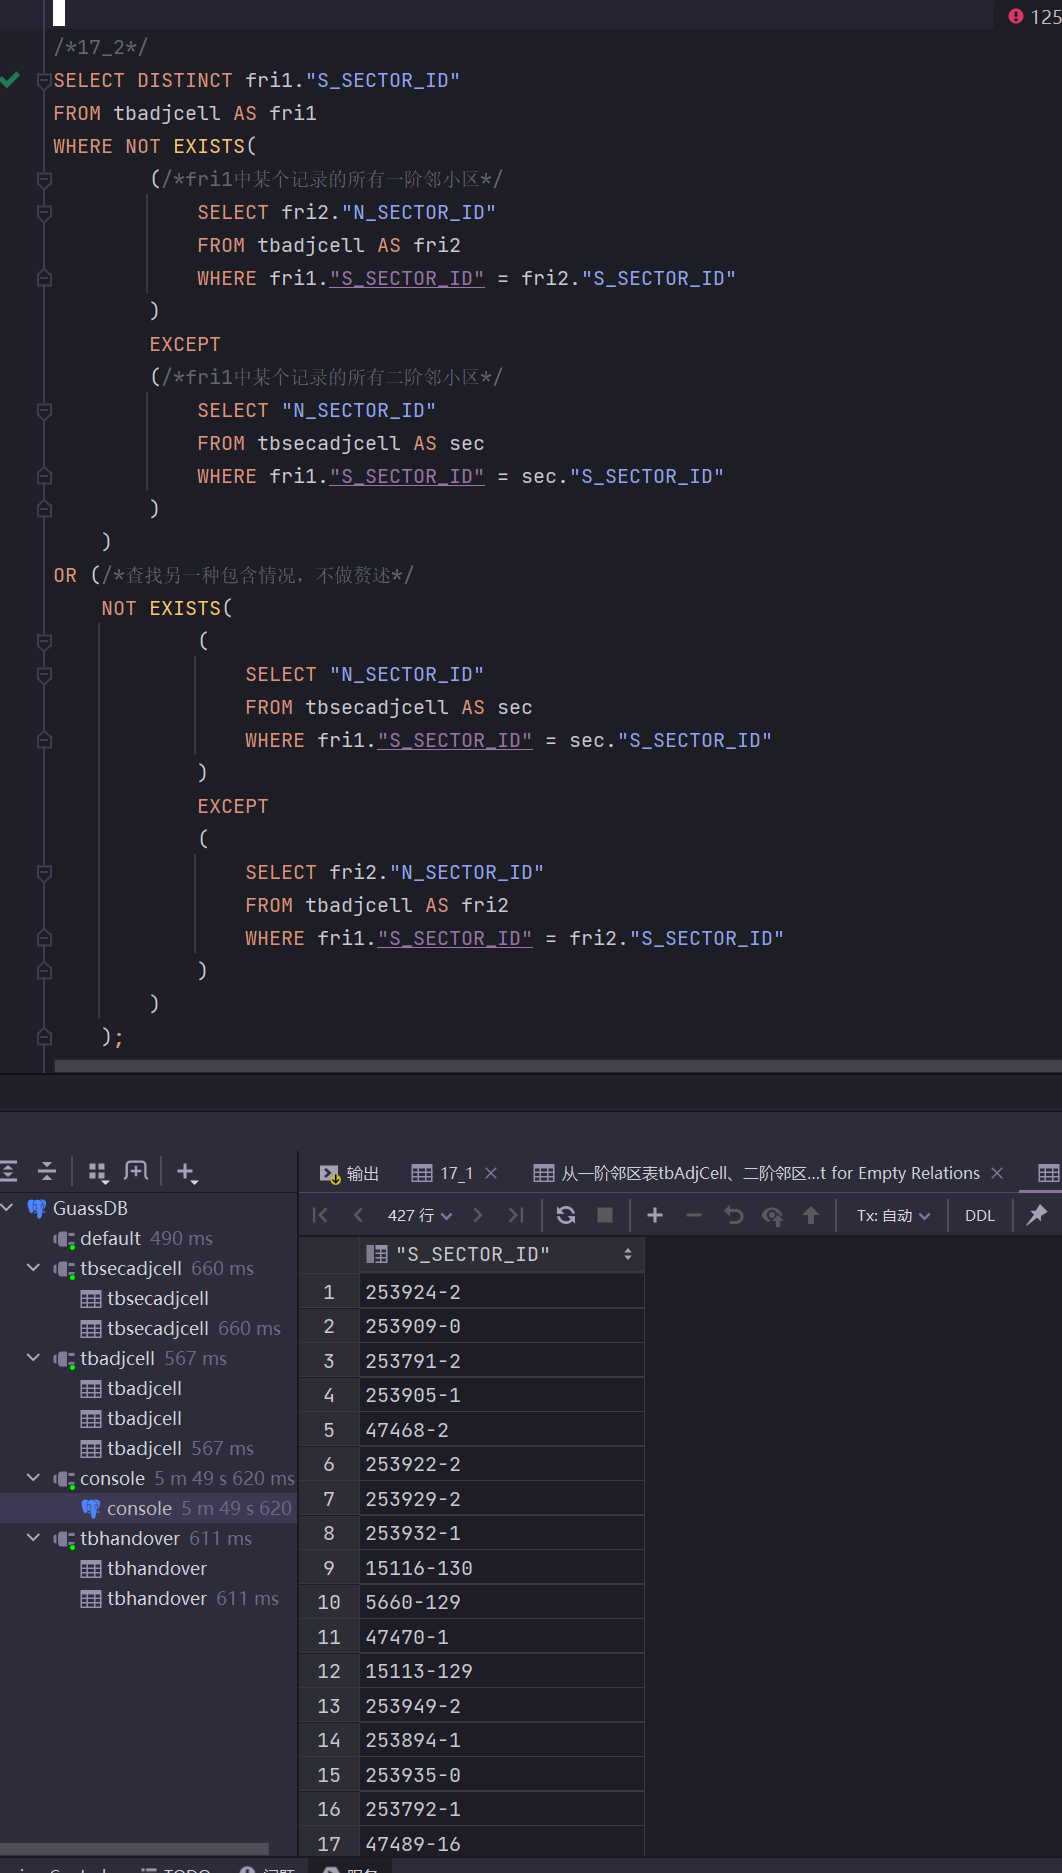 125
/*17_2*/
SELECT DISTINCT fri1."S_SECTOR_ID"
FROM tbadjcell AS fri1
WHERE NOT EXISTS(
(/*fri1中某个记录的所有一阶邻小区*/
SELECT fri2."N_SECTOR_ID"
FROM tbadjcell AS fri2
WHERE fri1."S_SECTOR_ID" = fri2."S_SECTOR_ID"
)
EXCEPT
(/*fri1中某个记录的所有二阶邻小区*/
SELECT "N_SECTOR_ID"
FROM tbsecadjcell AS sec
WHERE fri1."S_SECTOR_ID" = sec."S_SECTOR_ID"
)
)
OR (/*查找另一种包含情况，不做赘述*/
NOT EXISTS(
(
SELECT "N_SECTOR_ID"
FROM tbsecadjcell AS sec
WHERE fri1."S_SECTOR_ID" = sec."S_SECTOR_ID"
)
EXCEPT
(
SELECT fri2."N_SECTOR_ID"
FROM tbadjcell AS fri2
WHERE fri1."S_SECTOR_ID" = fri2."S_SECTOR_ID"
)
)
);
输出 17_1 从一阶邻区表tbAdjCell、二阶邻区...t for Empty Relations
427 行 Tx: 自动 DDL
GuassDB
default 490 ms
tbsecadjcell 660 ms
tbsecadjcell
tbsecadjcell 660 ms
tbadjcell 567 ms
tbadjcell
tbadjcell
tbadjcell 567 ms
console 5 m 49 s 620 ms
console 5 m 49 s 620
tbhandover 611 ms
tbhandover
tbhandover 611 ms
"S_SECTOR_ID"
1 253924-2
2 253909-0
3 253791-2
4 253905-1
5 47468-2
6 253922-2
7 253929-2
8 253932-1
9 15116-130
10 5660-129
11 47470-1
12 15113-129
13 253949-2
14 253894-1
15 253935-0
16 253792-1
17 47489-16
TODO